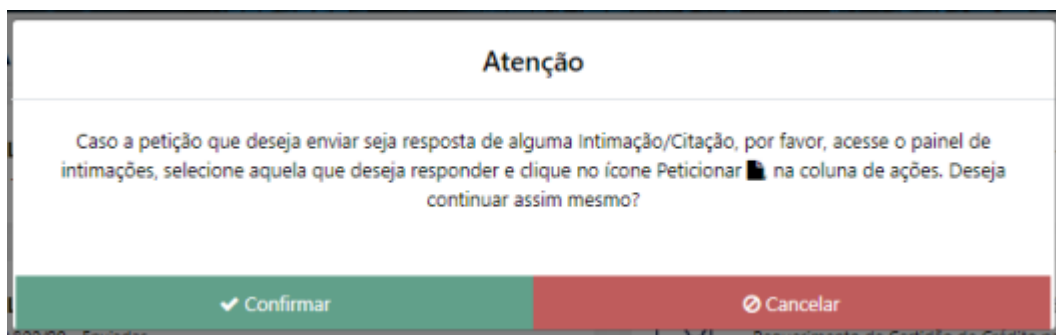 Atenção
Caso a petição que deseja enviar seja resposta de alguma Intimação/Citação, por favor, acesse o painel de
intimações, selecione aquela que deseja responder e clique no ícone Peticionar na coluna de ações. Deseja
continuar assim mesmo?
Confirmar
Cancelar